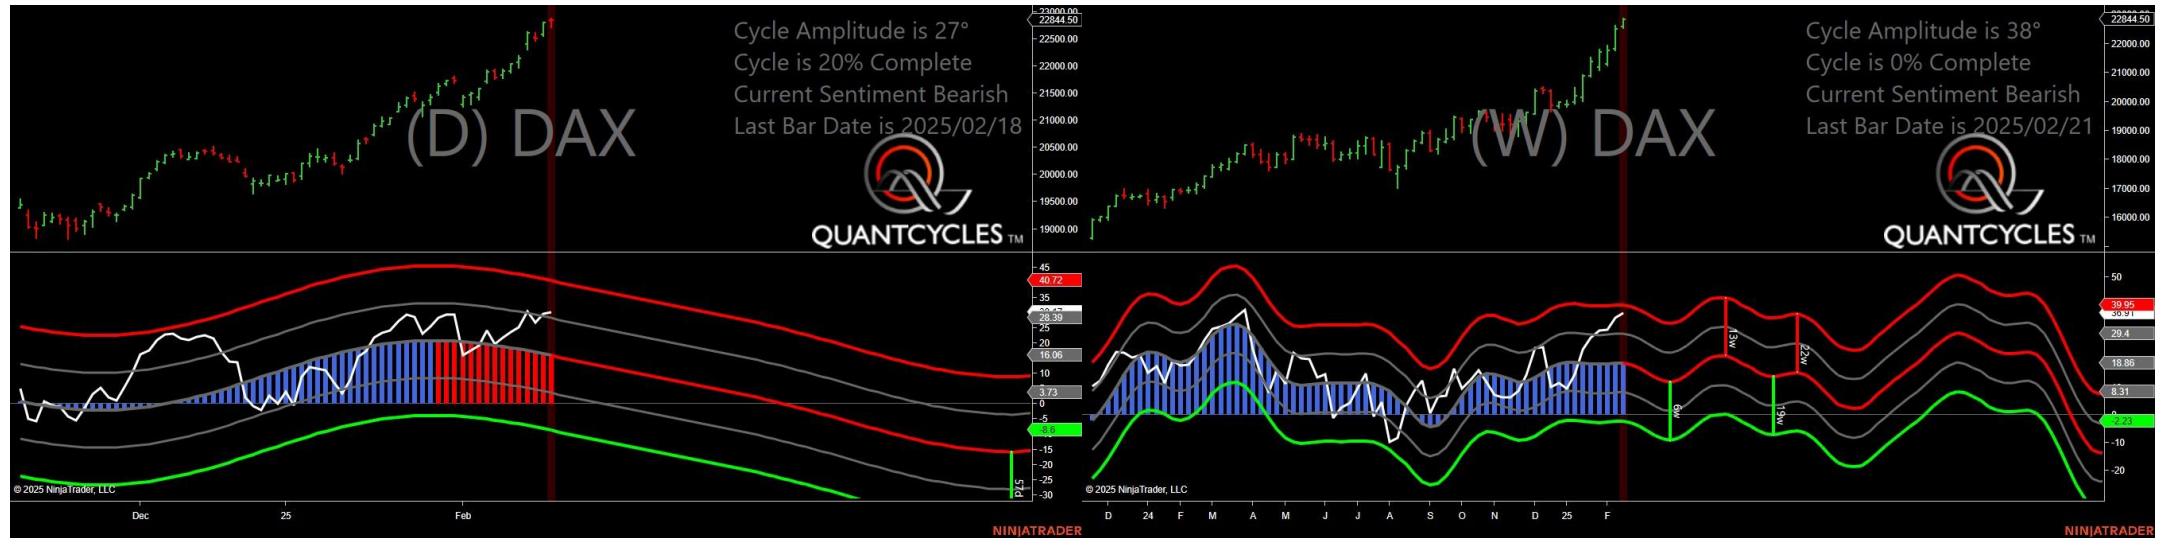 23000.00
22844.50
22500.00
22000.00
21500.00
21000.00
20500.00
20000.00
19500.00
19000.00
Cycle Amplitude is 27°
Cycle is 20% Complete
Current Sentiment Bearish
Last Bar Date is 2025/02/18
(D) DAX
QUANTCYCLES TM
45
40.72
35
28.39
25
20
16.06
10
3.73
0
-5
-8.6
-15
-20
-25
-30
57d
© 2025 NinjaTrader, LLC
Dec
25
Feb
NINJATRADER
22844.50
22000.00
21000.00
20000.00
19000.00
18000.00
17000.00
16000.00
Cycle Amplitude is 38°
Cycle is 0% Complete
Current Sentiment Bearish
Last Bar Date is 2025/02/21
(W) DAX
QUANTCYCLES TM
50
39.95
36.91
29.4
18.86
8.31
-2.23
-10
-20
6w
13w
19w
22w
© 2025 NinjaTrader, LLC
D 24 F M A M J J A S O N D 25 F
NINJATRADER